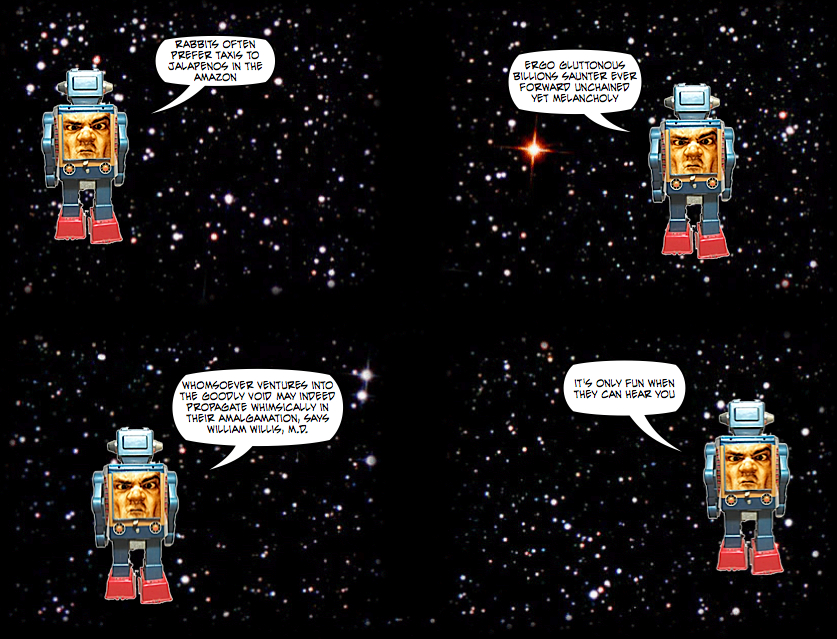 RABBITS OFTEN
PREFER TAXIS TO
JALAPENOS IN THE
AMAZON
ERGO GLUTTONOUS
BILLIONS SAUNTER EVER
FORWARD UNCHAINED
YET MELANCHOLY
WHOMSOEVER VENTURES INTO
THE GOODLY VOID MAY INDEED
PROPAGATE WHIMSICALLY IN
THEIR AMALGAMATION, SAYS
WILLIAM WILLIS, M.D.
IT'S ONLY FUN WHEN
THEY CAN HEAR YOU